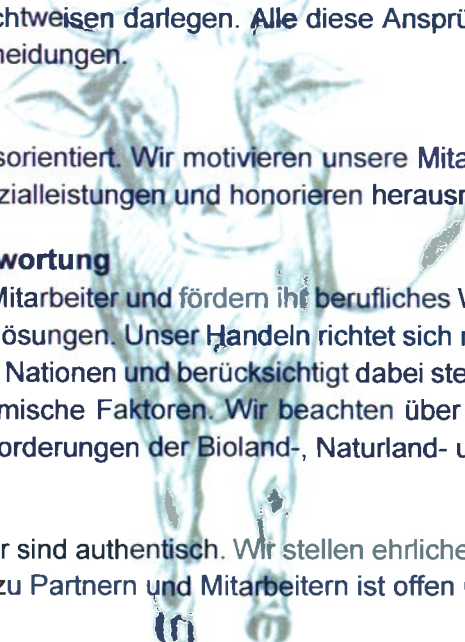 chtweisen darlegen. Alle diese Ansprü
heidungen.
sorientiert. Wir motivieren unsere Mita
zialleistungen und honorieren herausr
wortung
Mitarbeiter und fördern ihr berufliches W
ösungen. Unser Handeln richtet sich n
Nationen und berücksichtigt dabei ste
mische Faktoren. Wir beachten über
orderungen der Bioland-, Naturland- u
r sind authentisch. Wir stellen ehrliche
zu Partnern und Mitarbeitern ist offen